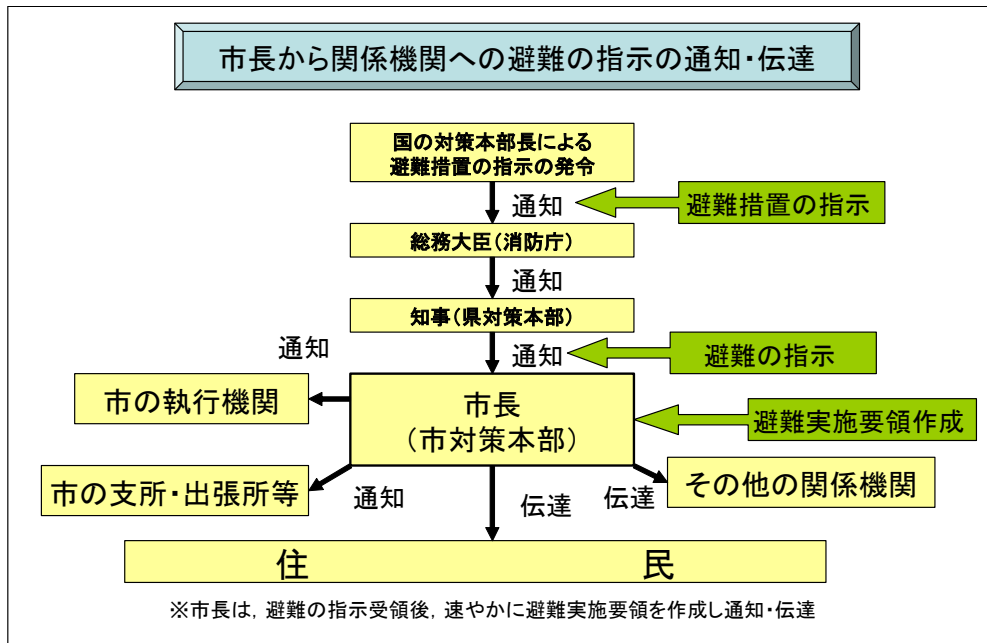 市長から関係機関への避難の指示の通知・伝達
国の対策本部長による
避難措置の指示の発令
通知
避難措置の指示
総務大臣(消防庁)
通知
知事(県対策本部)
通知
通知
避難の指示
市の執行機関
市長
(市対策本部)
避難実施要領作成
市の支所・出張所等
通知
伝達
伝達
その他の関係機関
住民
※市長は,避難の指示受領後,速やかに避難実施要領を作成し通知・伝達